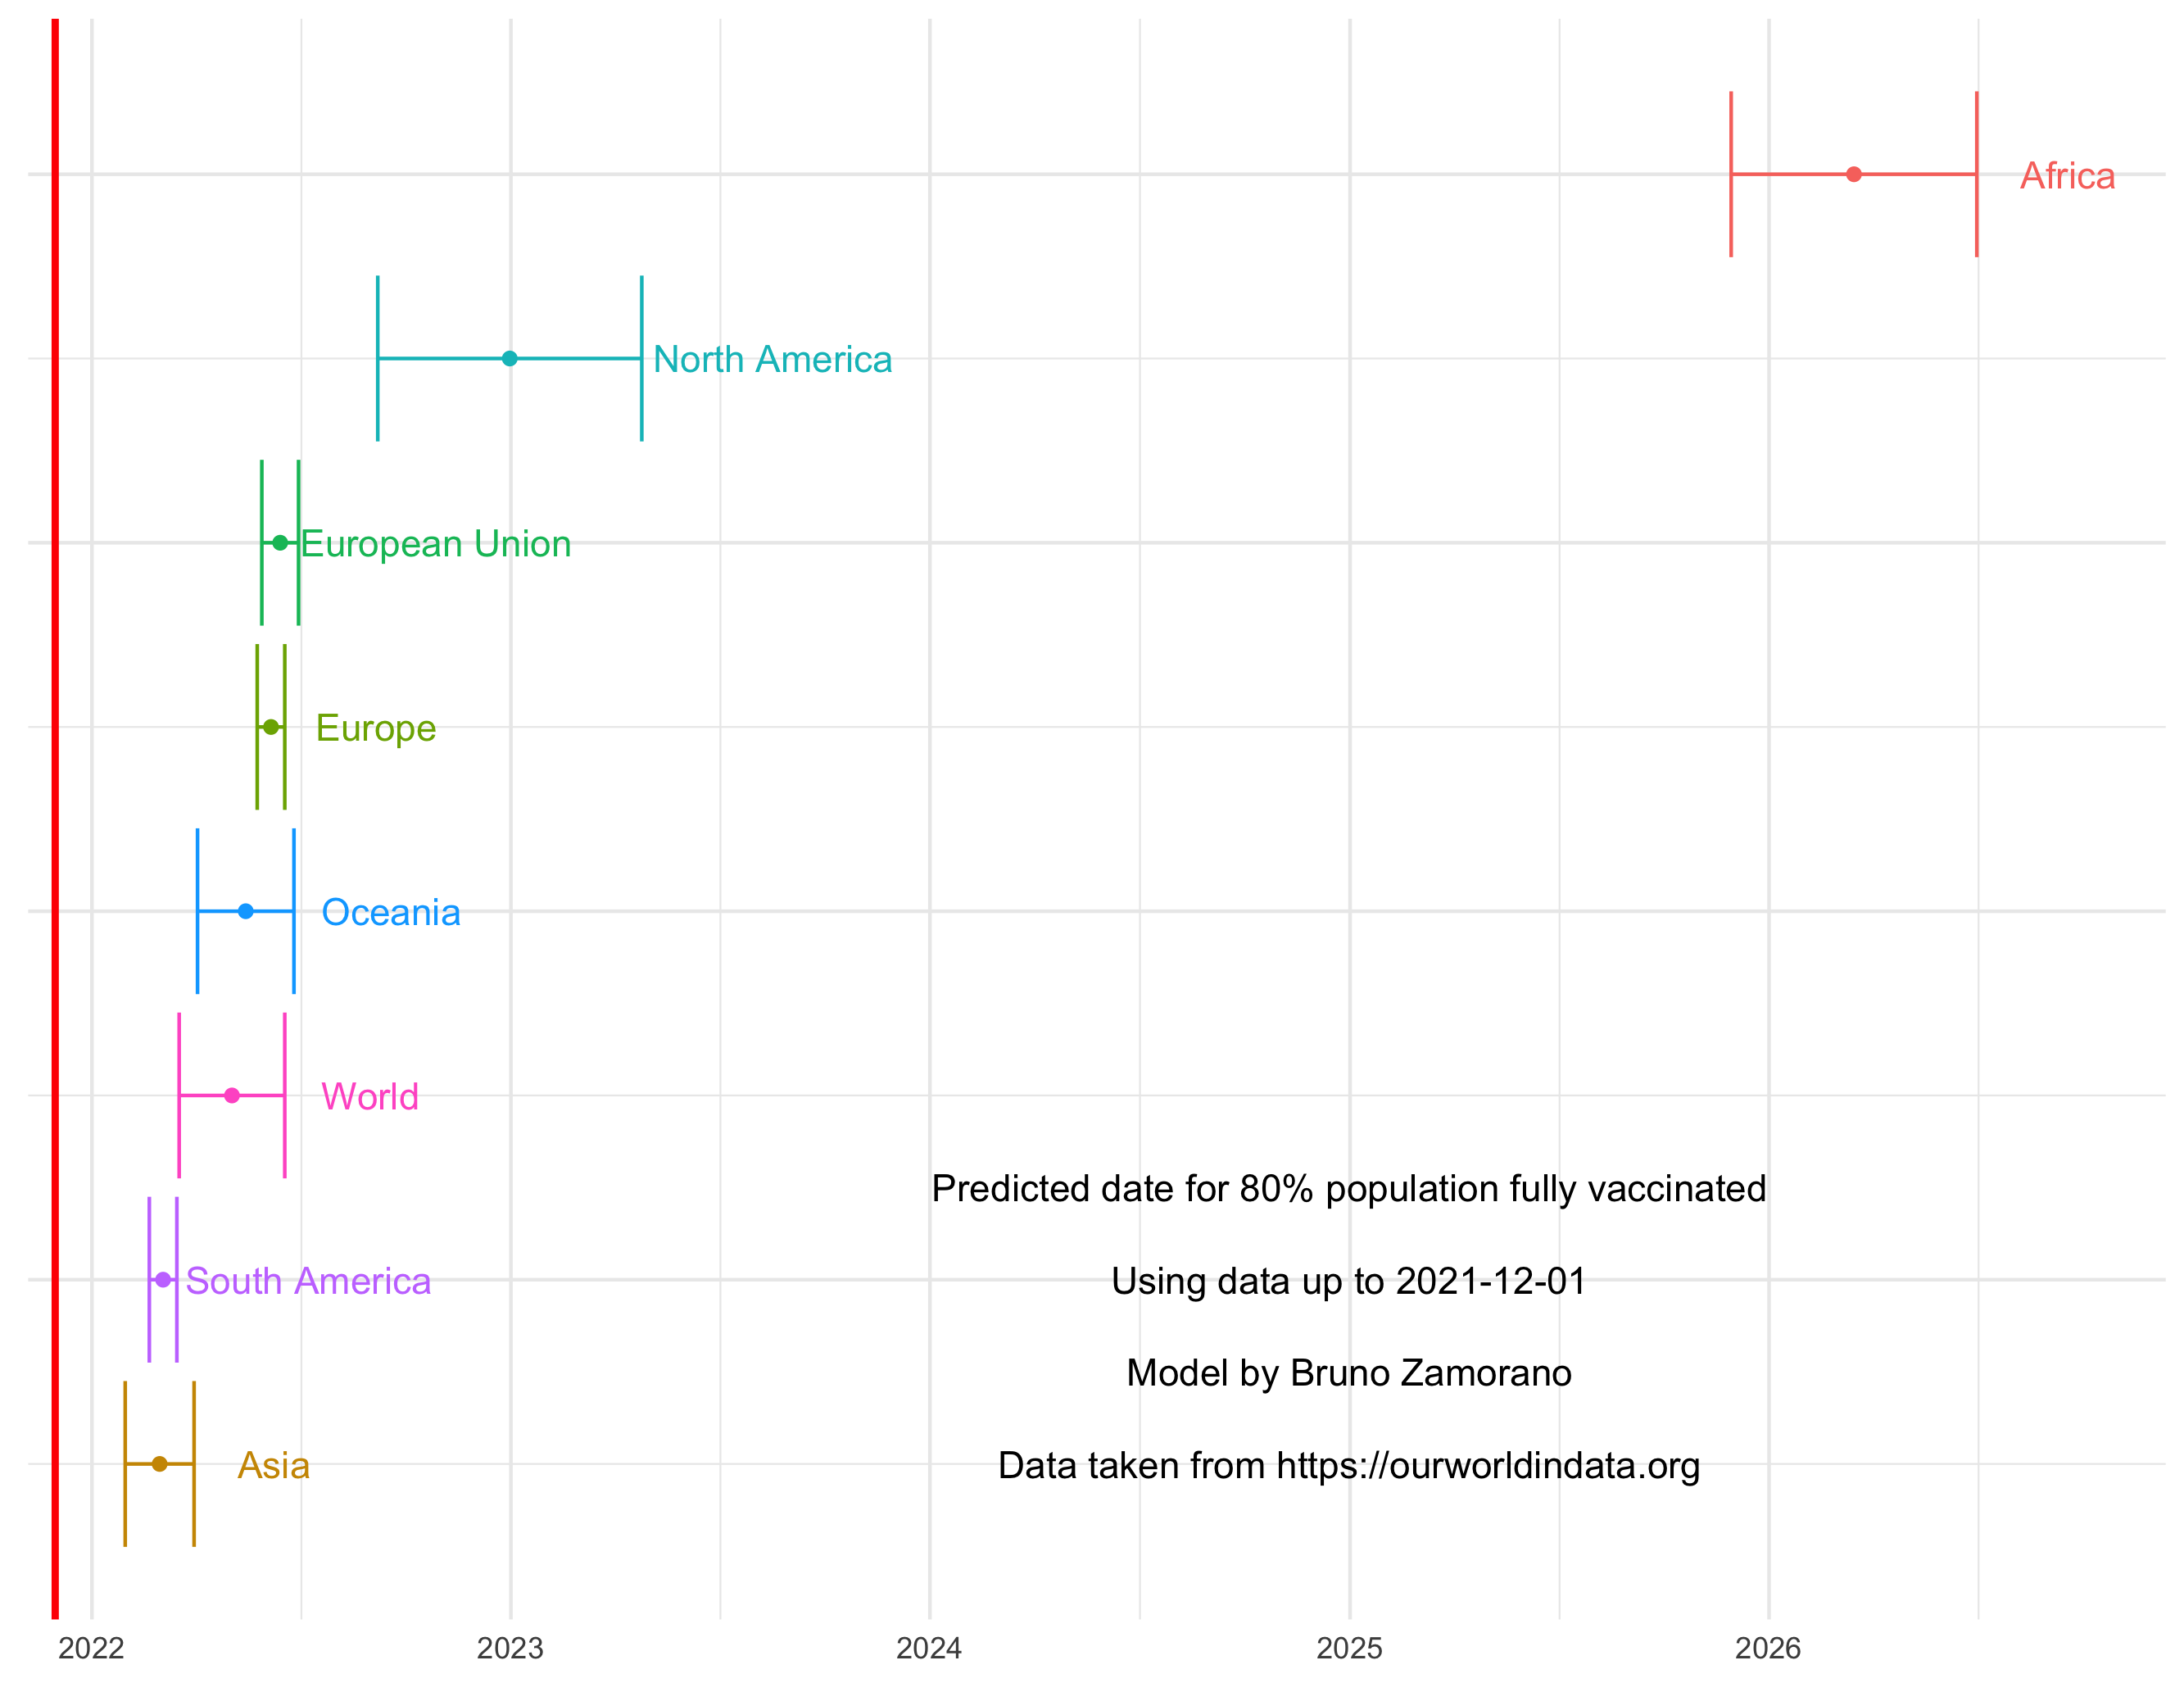 Africa
North America
European Union
Europe
Oceania
World
Predicted date for 80% population fully vaccinated
South America
Using data up to 2021-12-01
Model by Bruno Zamorano
Asia
Data taken from https://ourworldindata.org
2022
2023
2024
2025
2026